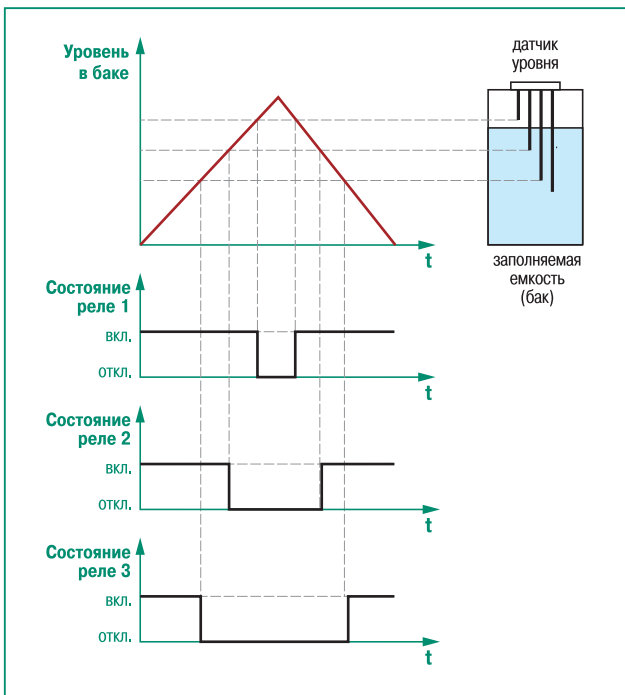 Уровень
в баке
датчик
уровня
t
заполняемая
емкость
(бак)
Состояние
реле 1
ВКЛ.
ОТКЛ.
t
Состояние
реле 2
ВКЛ.
ОТКЛ.
t
Состояние
реле 3
ВКЛ.
ОТКЛ.
t